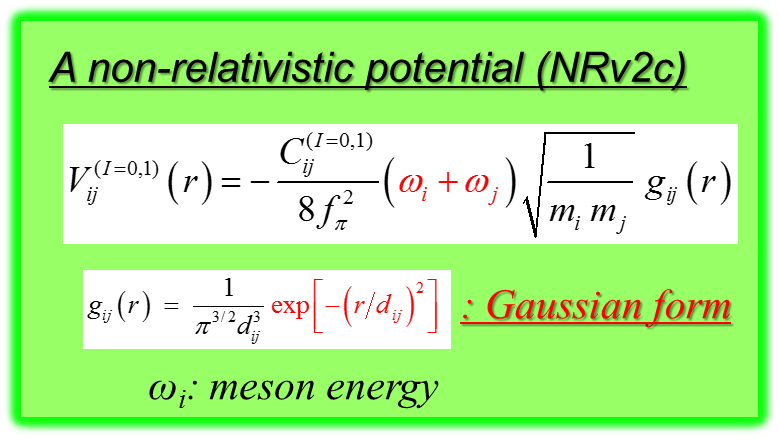 A non-relativistic potential (NRv2c)
V_{ij}^{(I=0,1)}(r) = -\frac{C_{ij}^{(I=0,1)}}{8 f_{\pi}^{2}} (\omega_i + \omega_j) \sqrt{\frac{1}{m_i m_j}} g_{ij}(r)
g_{ij}(r) = \frac{1}{\pi^{3/2} d_{ij}^{3}} \exp[-(r/d_{ij})^{2}] : Gaussian form
ω_i: meson energy